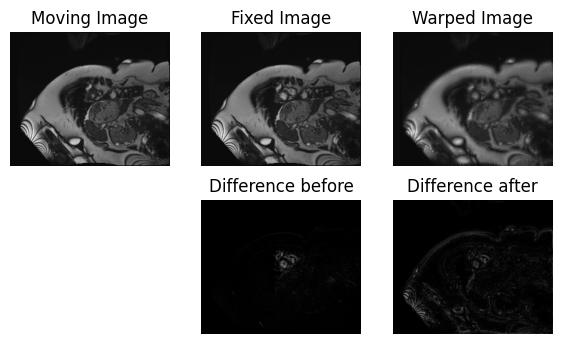 Moving Image
Fixed Image
Warped Image
Difference before
Difference after